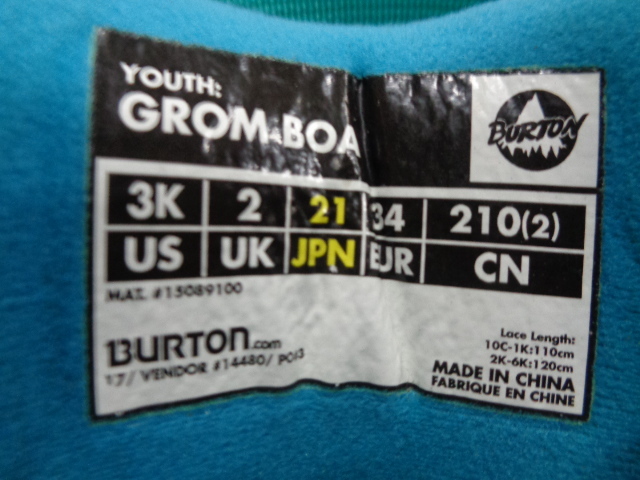 YOUTH:
GROM BOA
BURTON
3K 2 21 34 210(2)
US UK JPN EUR CN
MAT. #15089100
BURTON.com
17/ VENDOR #14480/
Lace Length:
10C-1K:110cm
2K-6K:120cm
MADE IN CHINA
FABRIQUE EN CHINE